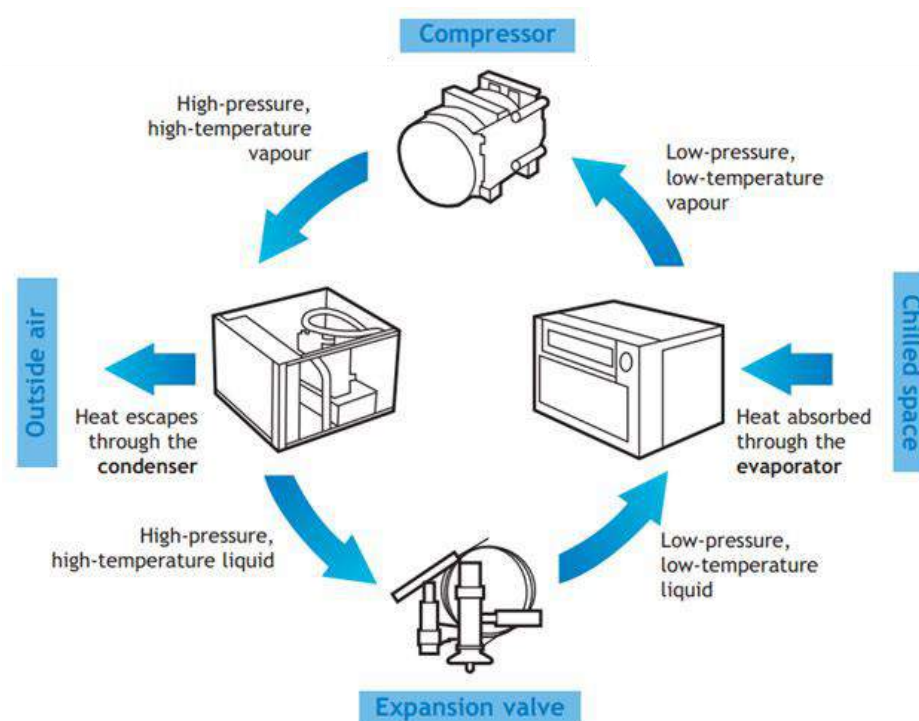 Compressor
High-pressure,
high-temperature
vapour
Low-pressure,
low-temperature
vapour
Outside air
Chilled space
Heat escapes
through the
condenser
Heat absorbed
through the
evaporator
High-pressure,
high-temperature liquid
Low-pressure,
low-temperature
liquid
Expansion valve